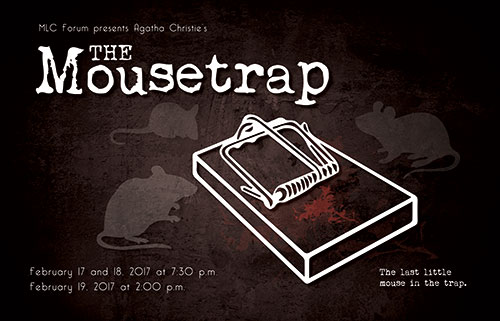 MLC Forum presents Agatha Christie's
THE
Mousetrap
February 17 and 18, 2017 at 7:30 p.m.
February 19, 2017 at 2:00 p.m.
The last little
mouse in the trap.